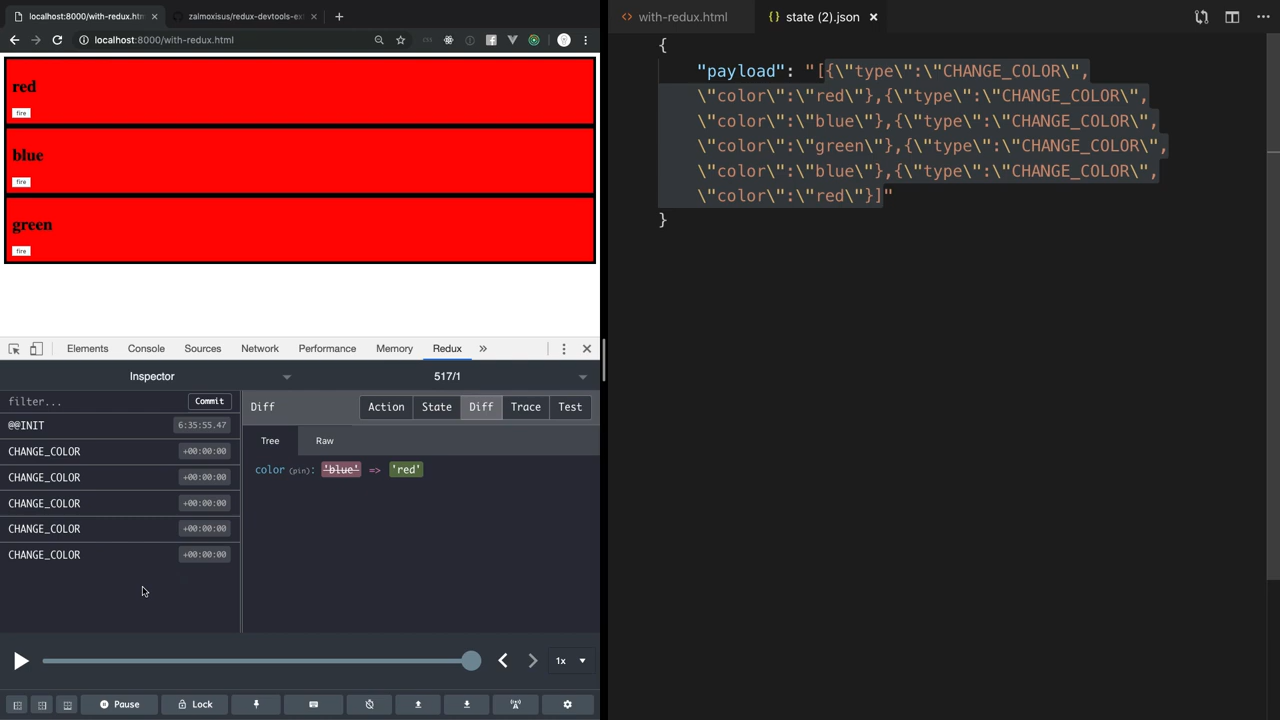 localhost:8000/with-redux.htm
zalmoxisus/redux-devtools-ex
localhost:8000/with-redux.html
red
fire
blue
fire
green
fire
Elements Console Sources Network Performance Memory Redux »
Inspector 517/1
filter... Commit
@@INIT 6:35:55.47
CHANGE_COLOR +00:00:00
CHANGE_COLOR +00:00:00
CHANGE_COLOR +00:00:00
CHANGE_COLOR +00:00:00
CHANGE_COLOR +00:00:00
Diff Action State Diff Trace Test
Tree Raw
color (pin): 'blue' => 'red'
1x
Pause Lock
with-redux.html state (2).json
{
"payload": "[{\"type\":\"CHANGE_COLOR\",
\"color\":\"red\"},{\"type\":\"CHANGE_COLOR\",
\"color\":\"blue\"},{\"type\":\"CHANGE_COLOR\",
\"color\":\"green\"},{\"type\":\"CHANGE_COLOR\",
\"color\":\"blue\"},{\"type\":\"CHANGE_COLOR\",
\"color\":\"red\"}]"
}